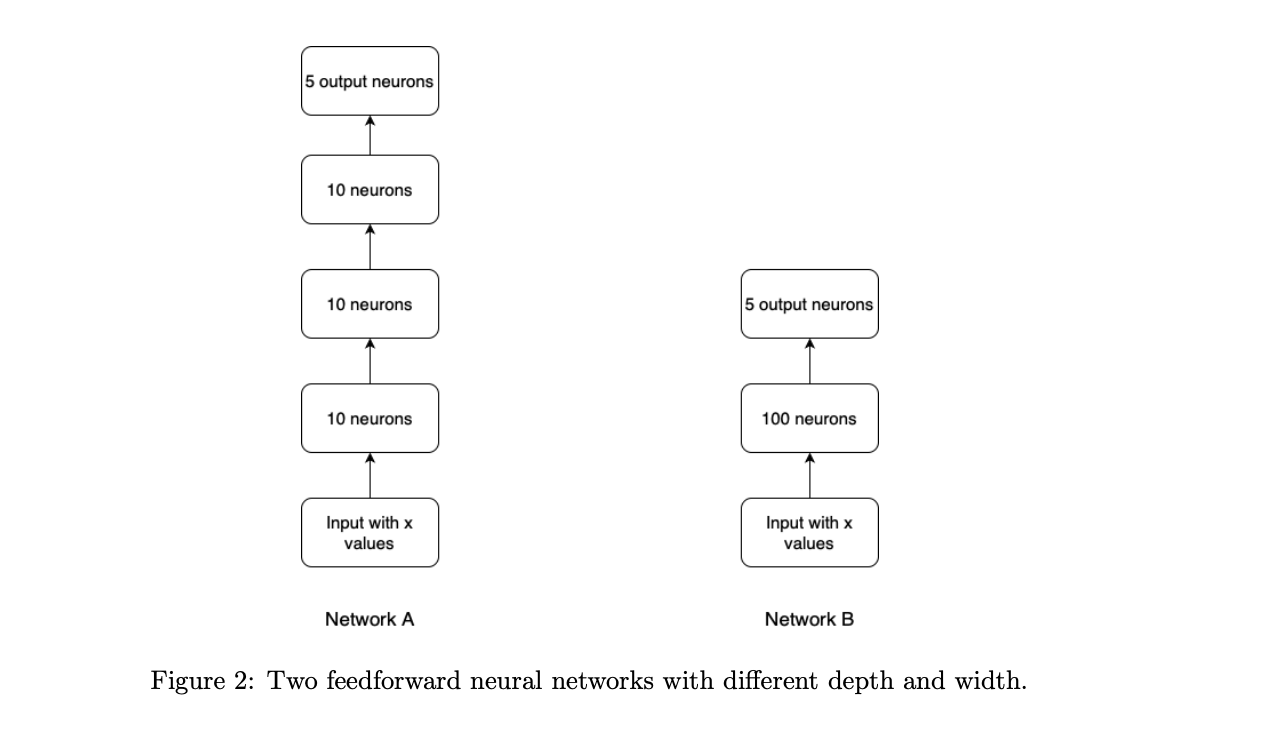 5 output neurons
10 neurons
10 neurons
10 neurons
Input with x
values
Network A
5 output neurons
100 neurons
Input with x
values
Network B
Figure 2: Two feedforward neural networks with different depth and width.